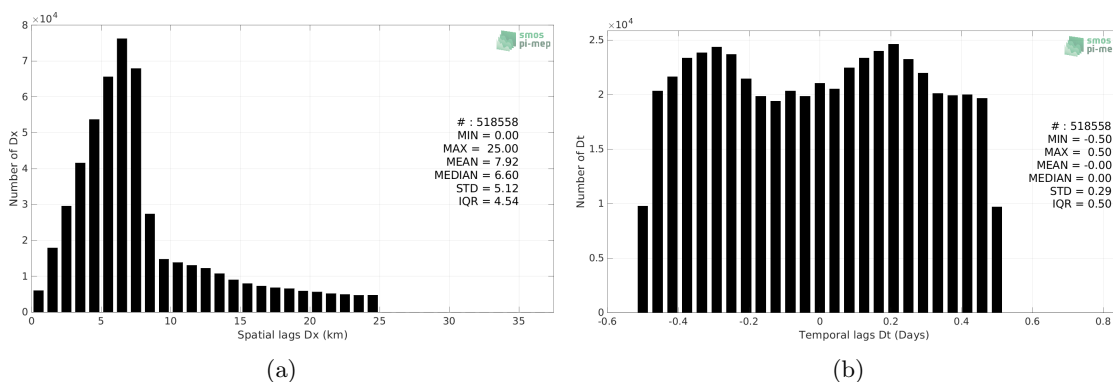 ×10⁴
8
7
6
5
4
3
2
1
0
Number of Dx
smos
pi-mep
# : 518558
MIN = 0.00
MAX = 25.00
MEAN = 7.92
MEDIAN = 6.60
STD = 5.12
IQR = 4.54
0 5 10 15 20 25 30 35
Spatial lags Dx (km)
(a)
×10⁴
2.5
2
1.5
1
0.5
0
Number of Dt
smos
pi-mep
# : 518558
MIN = -0.50
MAX = 0.50
MEAN = -0.00
MEDIAN = 0.00
STD = 0.29
IQR = 0.50
-0.6 -0.4 -0.2 0 0.2 0.4 0.6 0.8
Temporal lags Dt (Days)
(b)